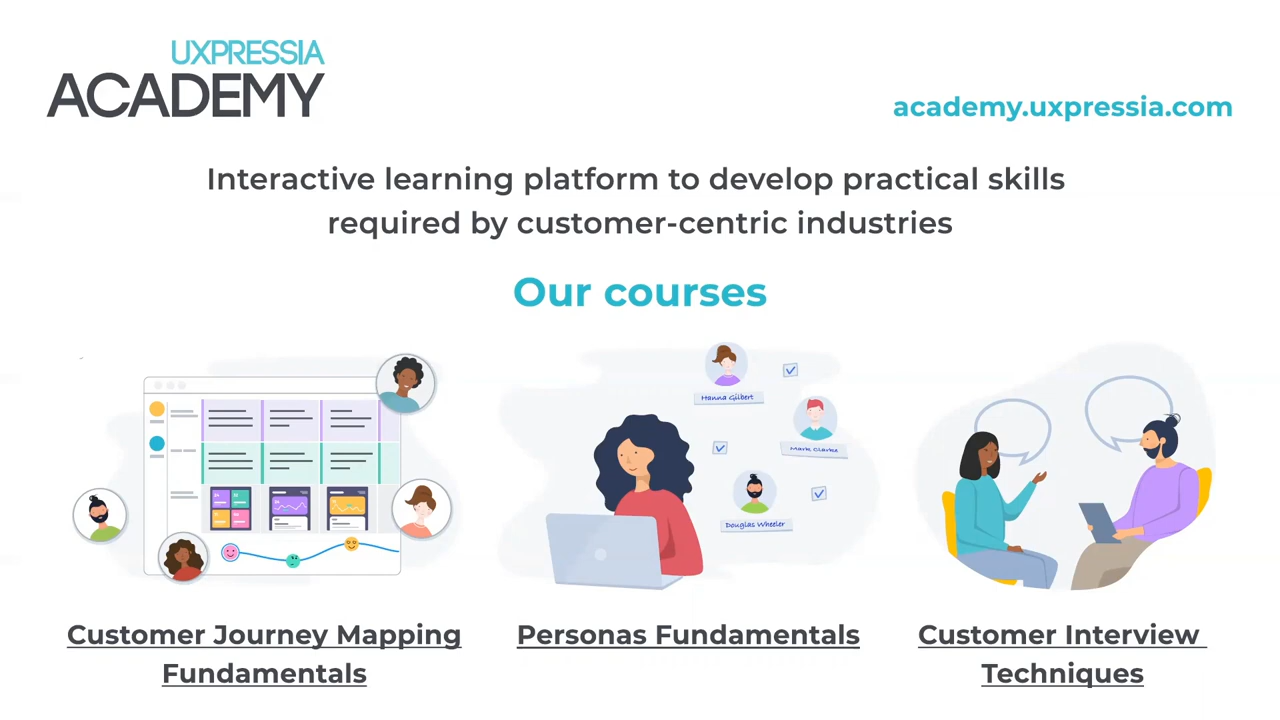 UXPRESSIA
ACADEMY
academy.uxpressia.com
Interactive learning platform to develop practical skills
required by customer-centric industries
Our courses
Hanna Gilbert
Mark Clarke
Douglas Wheeler
Customer Journey Mapping
Fundamentals
Personas Fundamentals
Customer Interview
Techniques